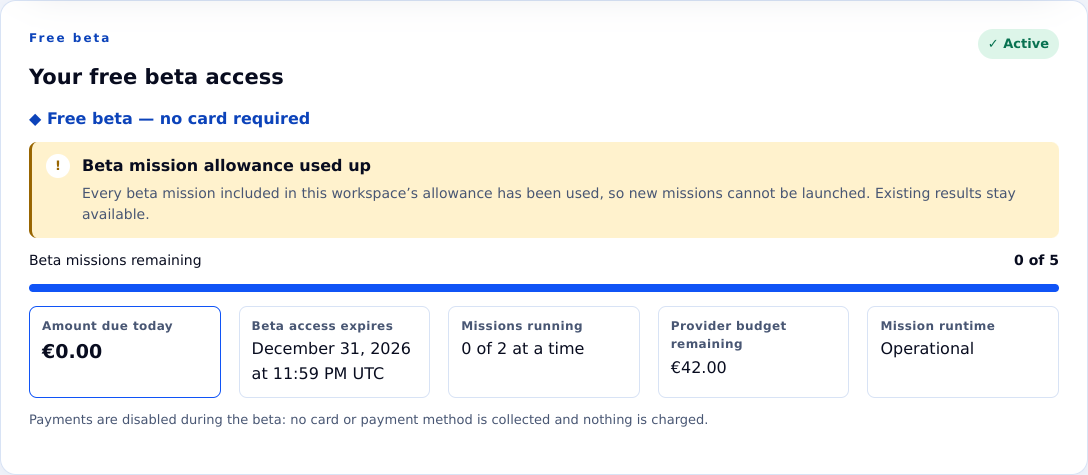 Free beta
✓ Active
Your free beta access
◆ Free beta — no card required
! Beta mission allowance used up
Every beta mission included in this workspace’s allowance has been used, so new missions cannot be launched. Existing results stay
available.
Beta missions remaining
0 of 5
Amount due today
€0.00
Beta access expires
December 31, 2026
at 11:59 PM UTC
Missions running
0 of 2 at a time
Provider budget
remaining
€42.00
Mission runtime
Operational
Payments are disabled during the beta: no card or payment method is collected and nothing is charged.